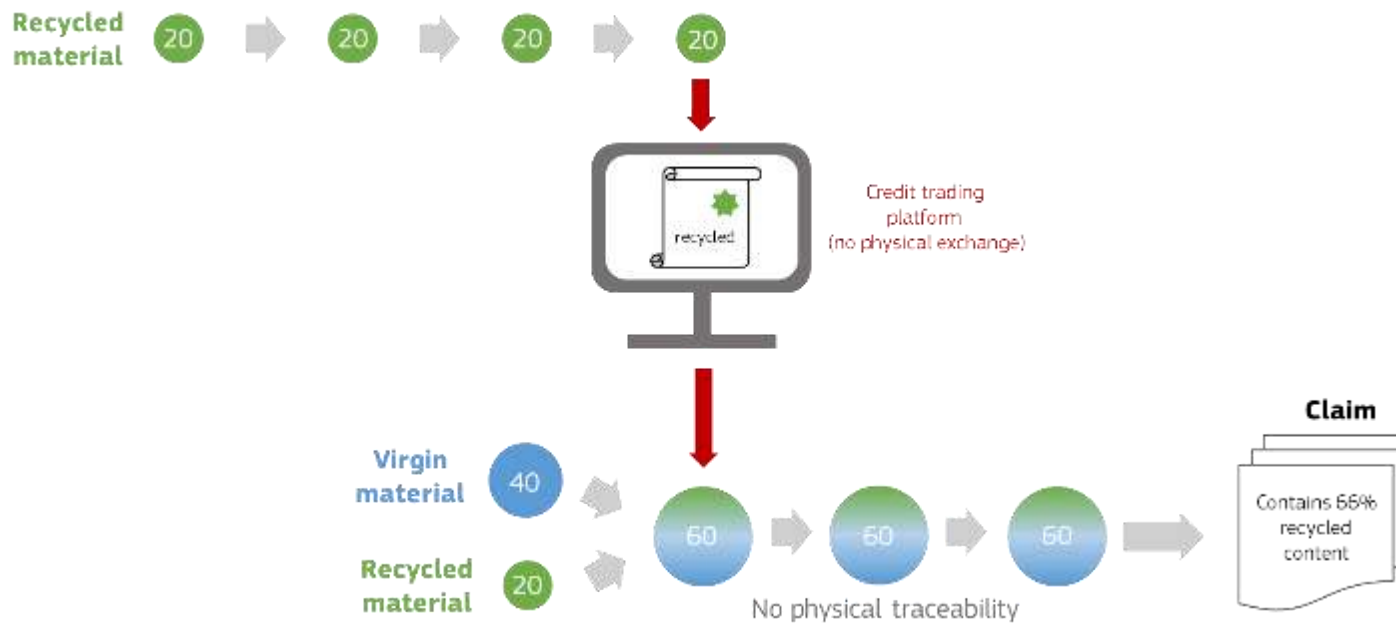 Recycled
material
20
20
20
20
recycled
Credit trading
platform
(no physical exchange)
Virgin
material
40
Recycled
material
20
60
60
60
No physical traceability
Claim
Contains 66%
recycled
content